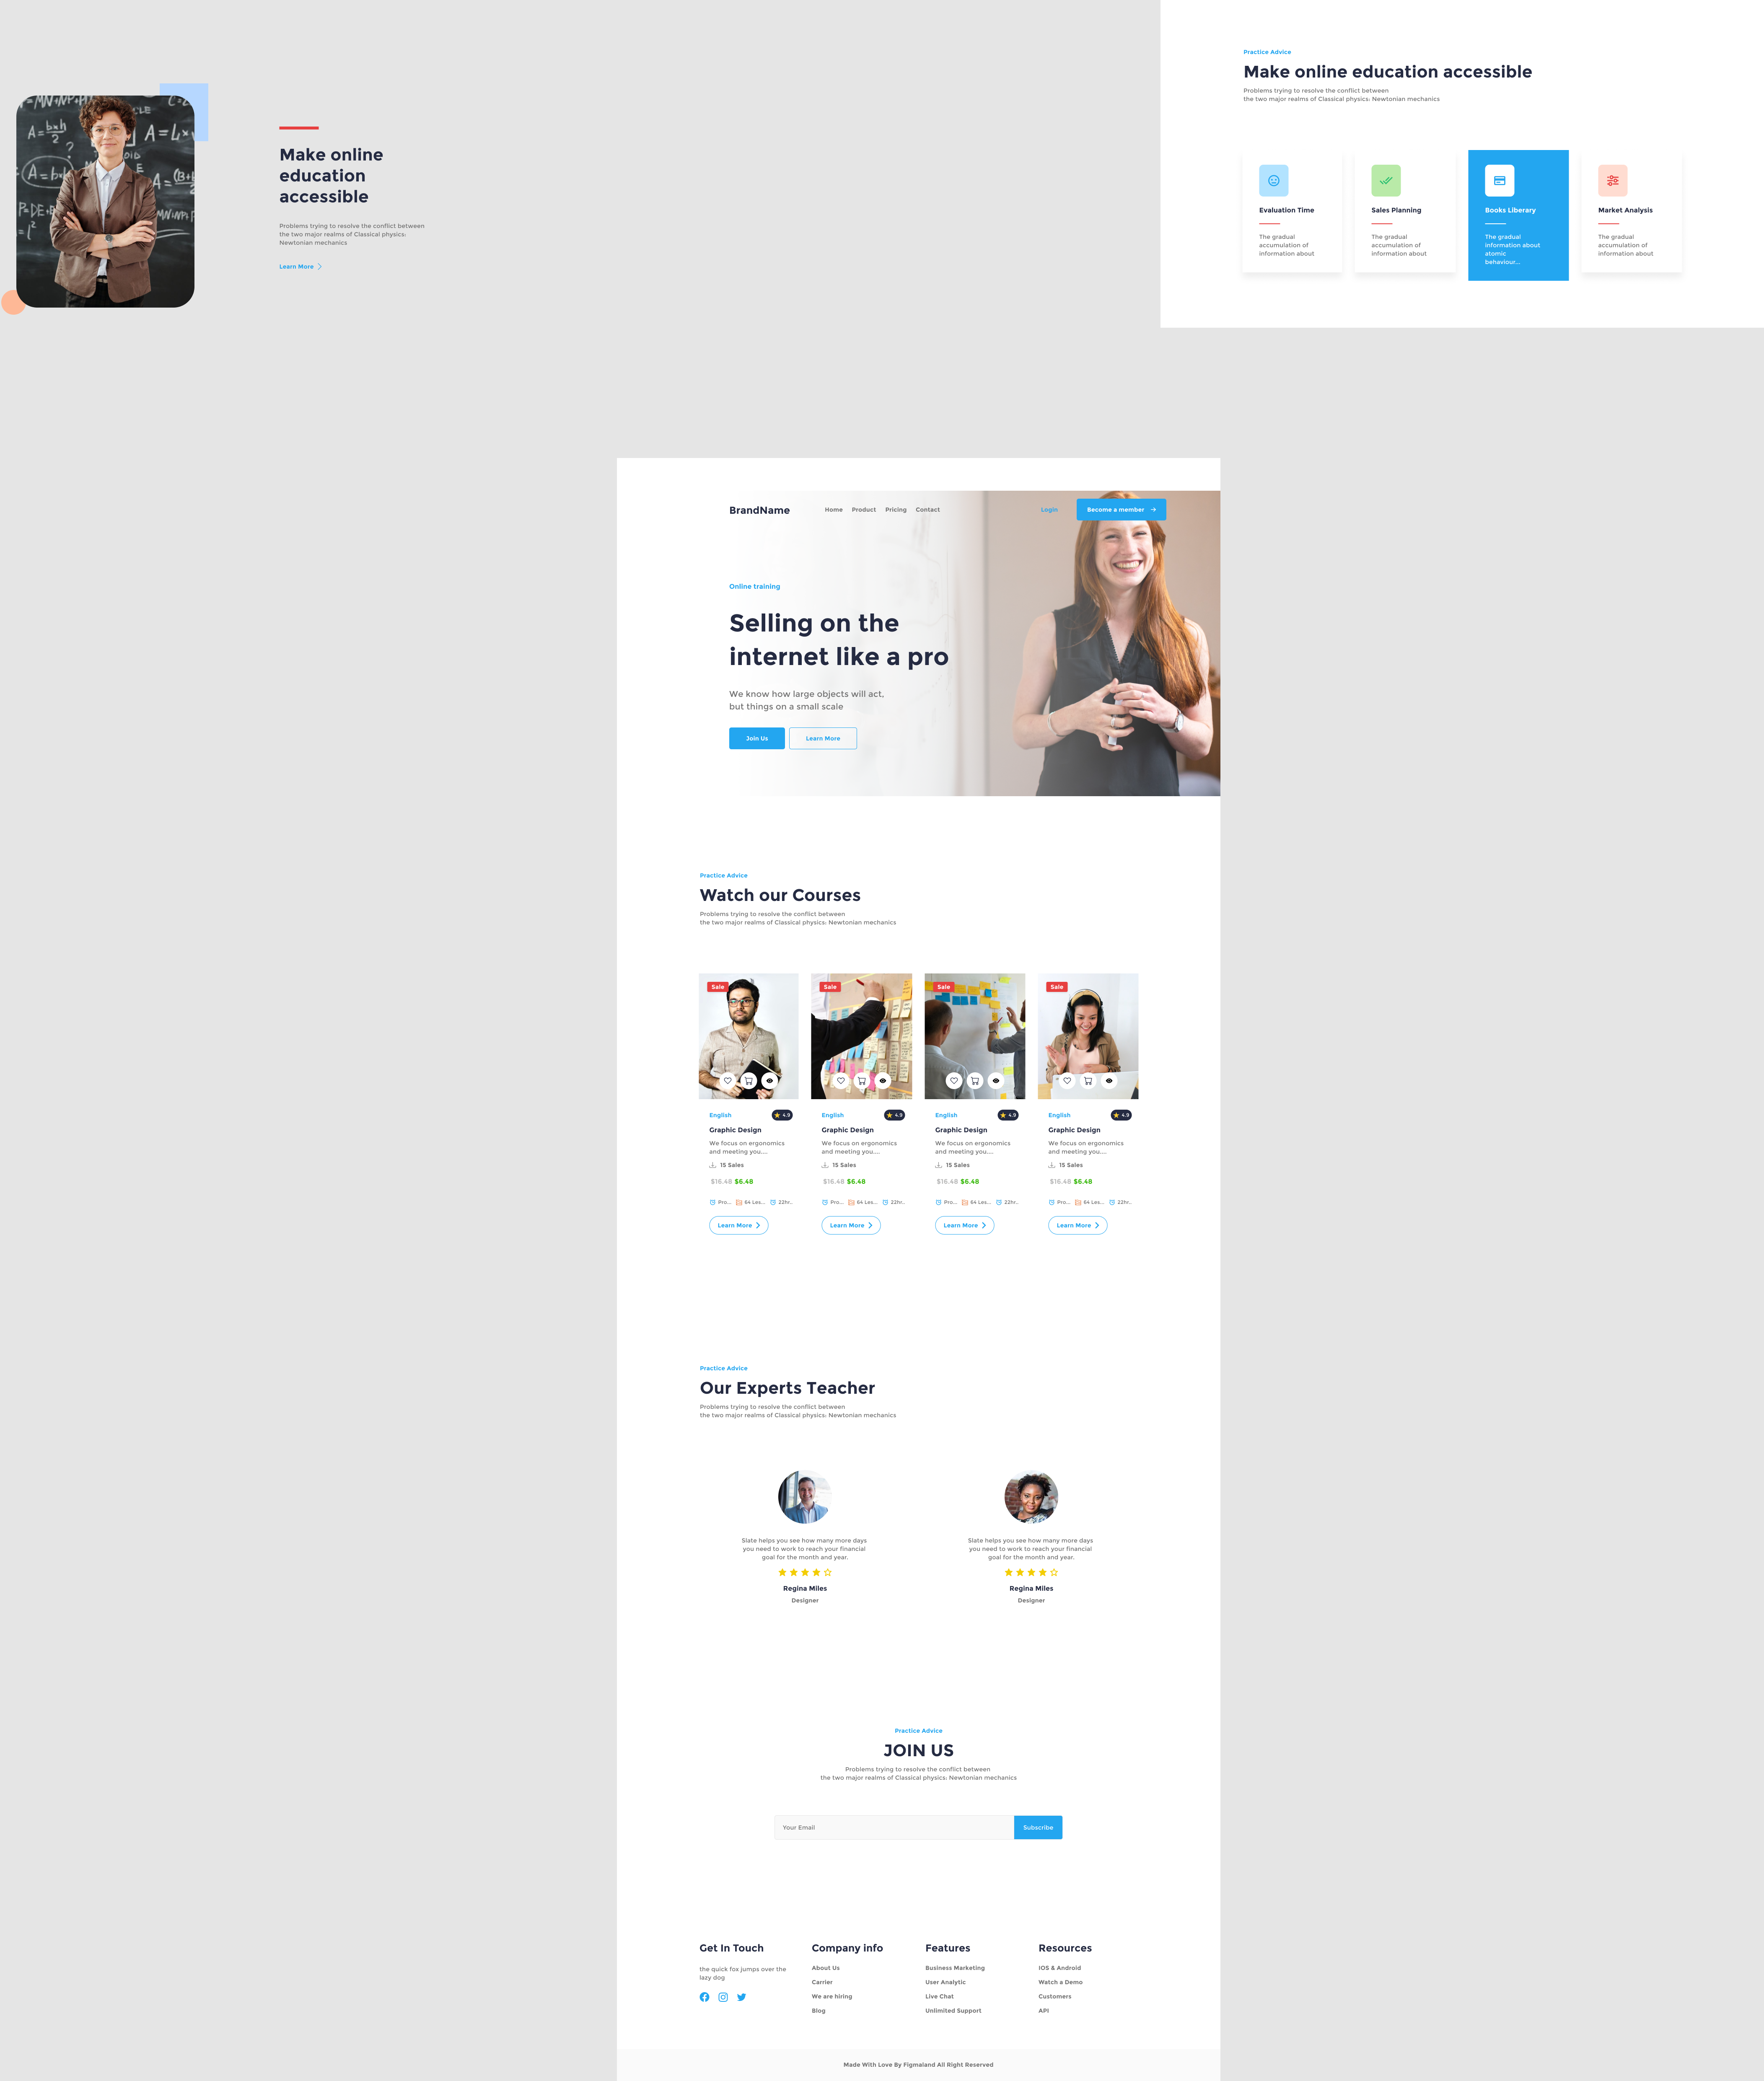 Practice Advice
Make online education accessible
Problems trying to resolve the conflict between
the two major realms of Classical physics: Newtonian mechanics
Make online
education
accessible
Problems trying to resolve the conflict between
the two major realms of Classical physics:
Newtonian mechanics
Learn More
Evaluation Time
The gradual
accumulation of
information about
Sales Planning
The gradual
accumulation of
information about
Books Liberary
The gradual
information about
atomic
behaviour...
Market Analysis
The gradual
accumulation of
information about
BrandName
Home Product Pricing Contact
Login
Become a member
Online training
Selling on the
internet like a pro
We know how large objects will act,
but things on a small scale
Join Us
Learn More
Practice Advice
Watch our Courses
Problems trying to resolve the conflict between
the two major realms of Classical physics: Newtonian mechanics
Sale
English 4.9
Graphic Design
We focus on ergonomics
and meeting you....
15 Sales
$16.48 $6.48
Pro... 64 Les... 22hr..
Learn More
Sale
English 4.9
Graphic Design
We focus on ergonomics
and meeting you....
15 Sales
$16.48 $6.48
Pro... 64 Les... 22hr..
Learn More
Sale
English 4.9
Graphic Design
We focus on ergonomics
and meeting you....
15 Sales
$16.48 $6.48
Pro... 64 Les... 22hr..
Learn More
Sale
English 4.9
Graphic Design
We focus on ergonomics
and meeting you....
15 Sales
$16.48 $6.48
Pro... 64 Les... 22hr..
Learn More
Practice Advice
Our Experts Teacher
Problems trying to resolve the conflict between
the two major realms of Classical physics: Newtonian mechanics
Slate helps you see how many more days
you need to work to reach your financial
goal for the month and year.
Regina Miles
Designer
Slate helps you see how many more days
you need to work to reach your financial
goal for the month and year.
Regina Miles
Designer
Practice Advice
JOIN US
Problems trying to resolve the conflict between
the two major realms of Classical physics: Newtonian mechanics
Your Email
Subscribe
Get In Touch
the quick fox jumps over the
lazy dog
Company info
About Us
Carrier
We are hiring
Blog
Features
Business Marketing
User Analytic
Live Chat
Unlimited Support
Resources
IOS & Android
Watch a Demo
Customers
API
Made With Love By Figmaland All Right Reserved